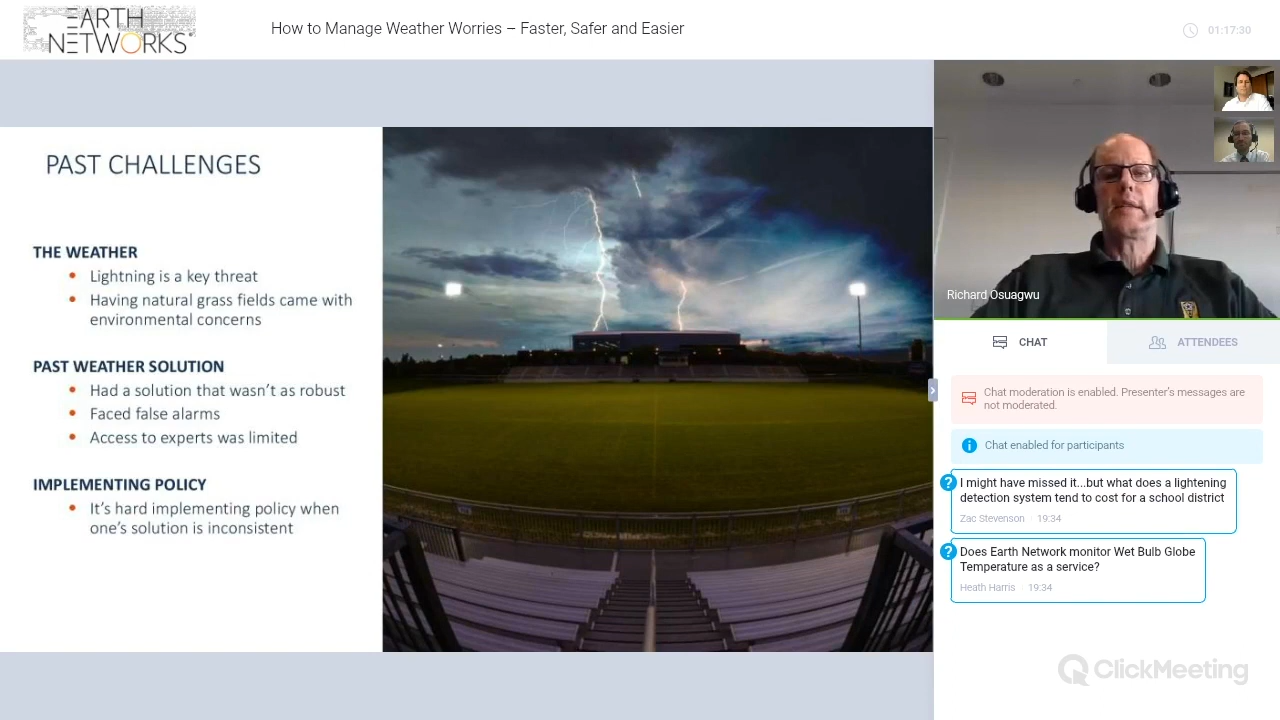 EARTH
NETWORKS
How to Manage Weather Worries – Faster, Safer and Easier
01:17:30
PAST CHALLENGES
THE WEATHER
• Lightning is a key threat
• Having natural grass fields came with
environmental concerns
PAST WEATHER SOLUTION
• Had a solution that wasn't as robust
• Faced false alarms
• Access to experts was limited
IMPLEMENTING POLICY
• It's hard implementing policy when
one's solution is inconsistent
Richard Osuagwu
CHAT
ATTENDEES
Chat moderation is enabled. Presenter's messages are
not moderated.
Chat enabled for participants
I might have missed it...but what does a lightening
detection system tend to cost for a school district
Zac Stevenson 19:34
Does Earth Network monitor Wet Bulb Globe
Temperature as a service?
Heath Harris 19:34
ClickMeeting